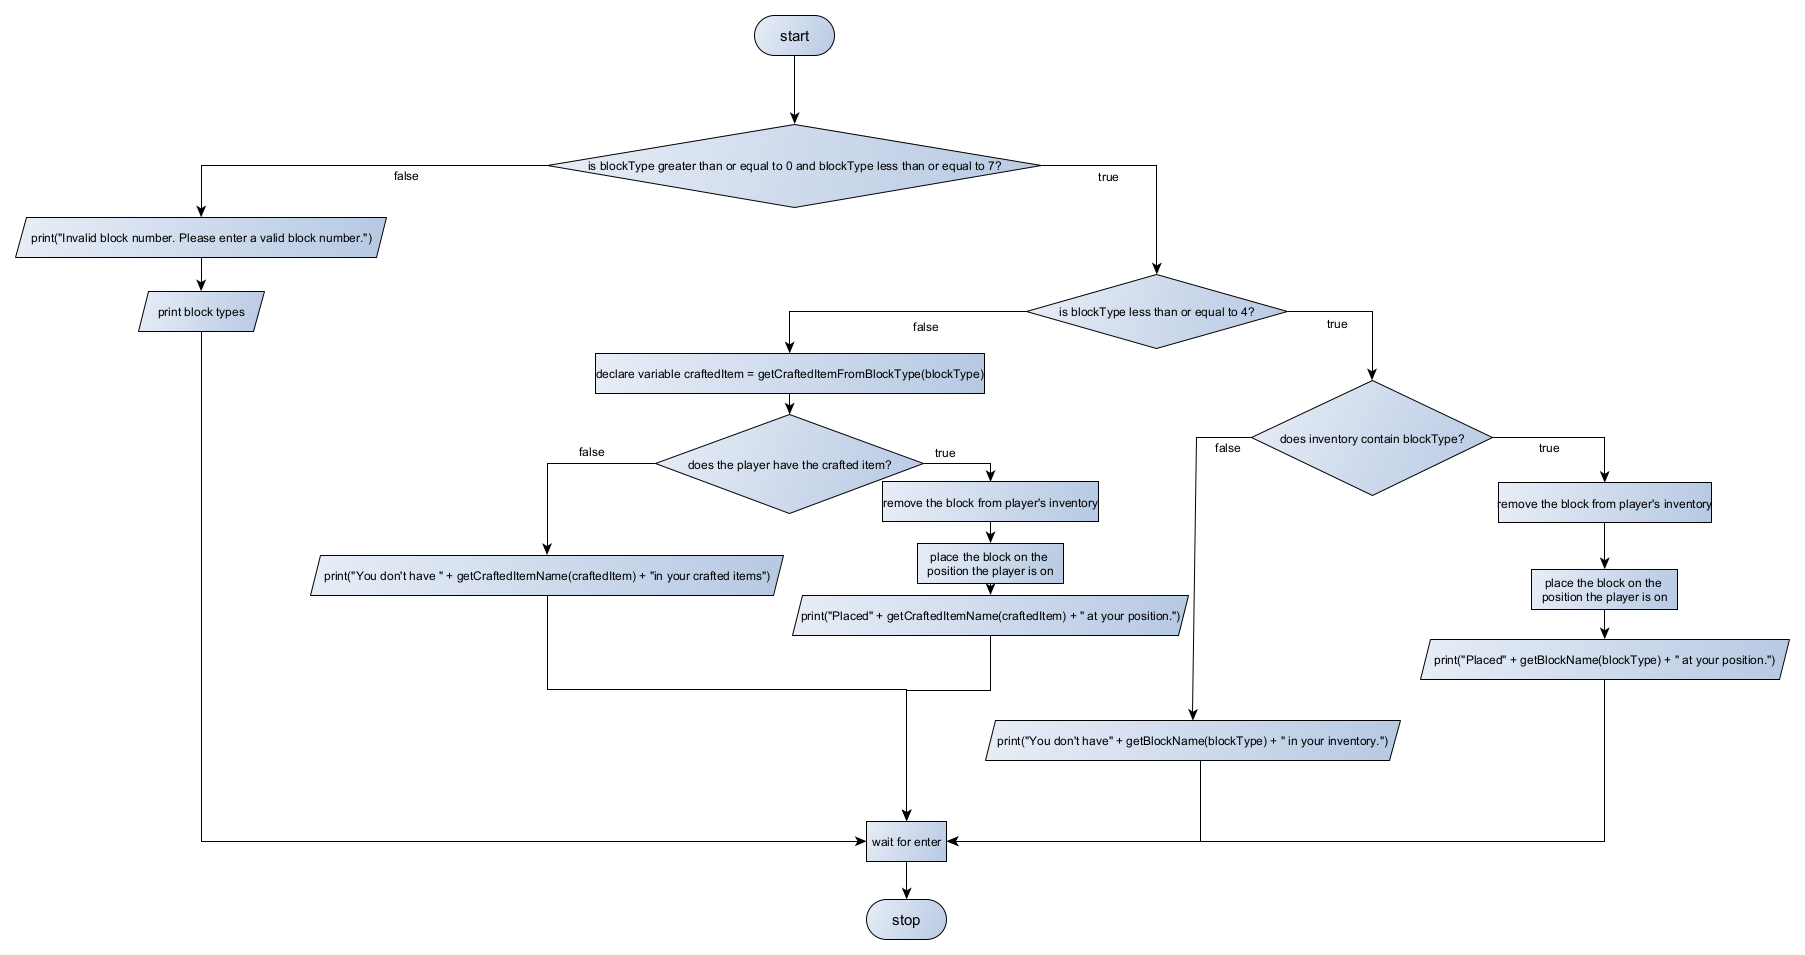 start
is blockType greater than or equal to 0 and blockType less than or equal to 7?
false
true
print("Invalid block number. Please enter a valid block number.")
print block types
is blockType less than or equal to 4?
false
true
declare variable craftedItem = getCraftedItemFromBlockType(blockType)
does the player have the crafted item?
false
true
does inventory contain blockType?
false
true
remove the block from player's inventory
remove the block from player's inventory
place the block on the
position the player is on
print("You don't have " + getCraftedItemName(craftedItem) + "in your crafted items")
place the block on the
position the player is on
print("Placed" + getCraftedItemName(craftedItem) + " at your position.")
print("Placed" + getBlockName(blockType) + " at your position.")
print("You don't have" + getBlockName(blockType) + " in your inventory.")
wait for enter
stop